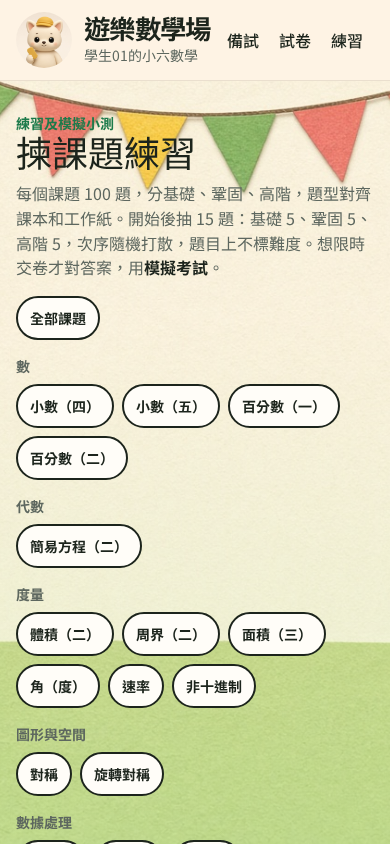 遊樂數學場
學生01的小六數學
備試 試卷 練習
練習及模擬小測
揀課題練習
每個課題 100 題，分基礎、鞏固、高階，題型對齊
課本和工作紙。開始後抽 15 題：基礎 5、鞏固 5、
高階 5，次序隨機打散，題目上不標難度。想限時
交卷才對答案，用模擬考試。
全部課題
數
小數（四） 小數（五） 百分數（一）
百分數（二）
代數
簡易方程（二）
度量
體積（二） 周界（二） 面積（三）
角（度） 速率 非十進制
圖形與空間
對稱 旋轉對稱
數據處理